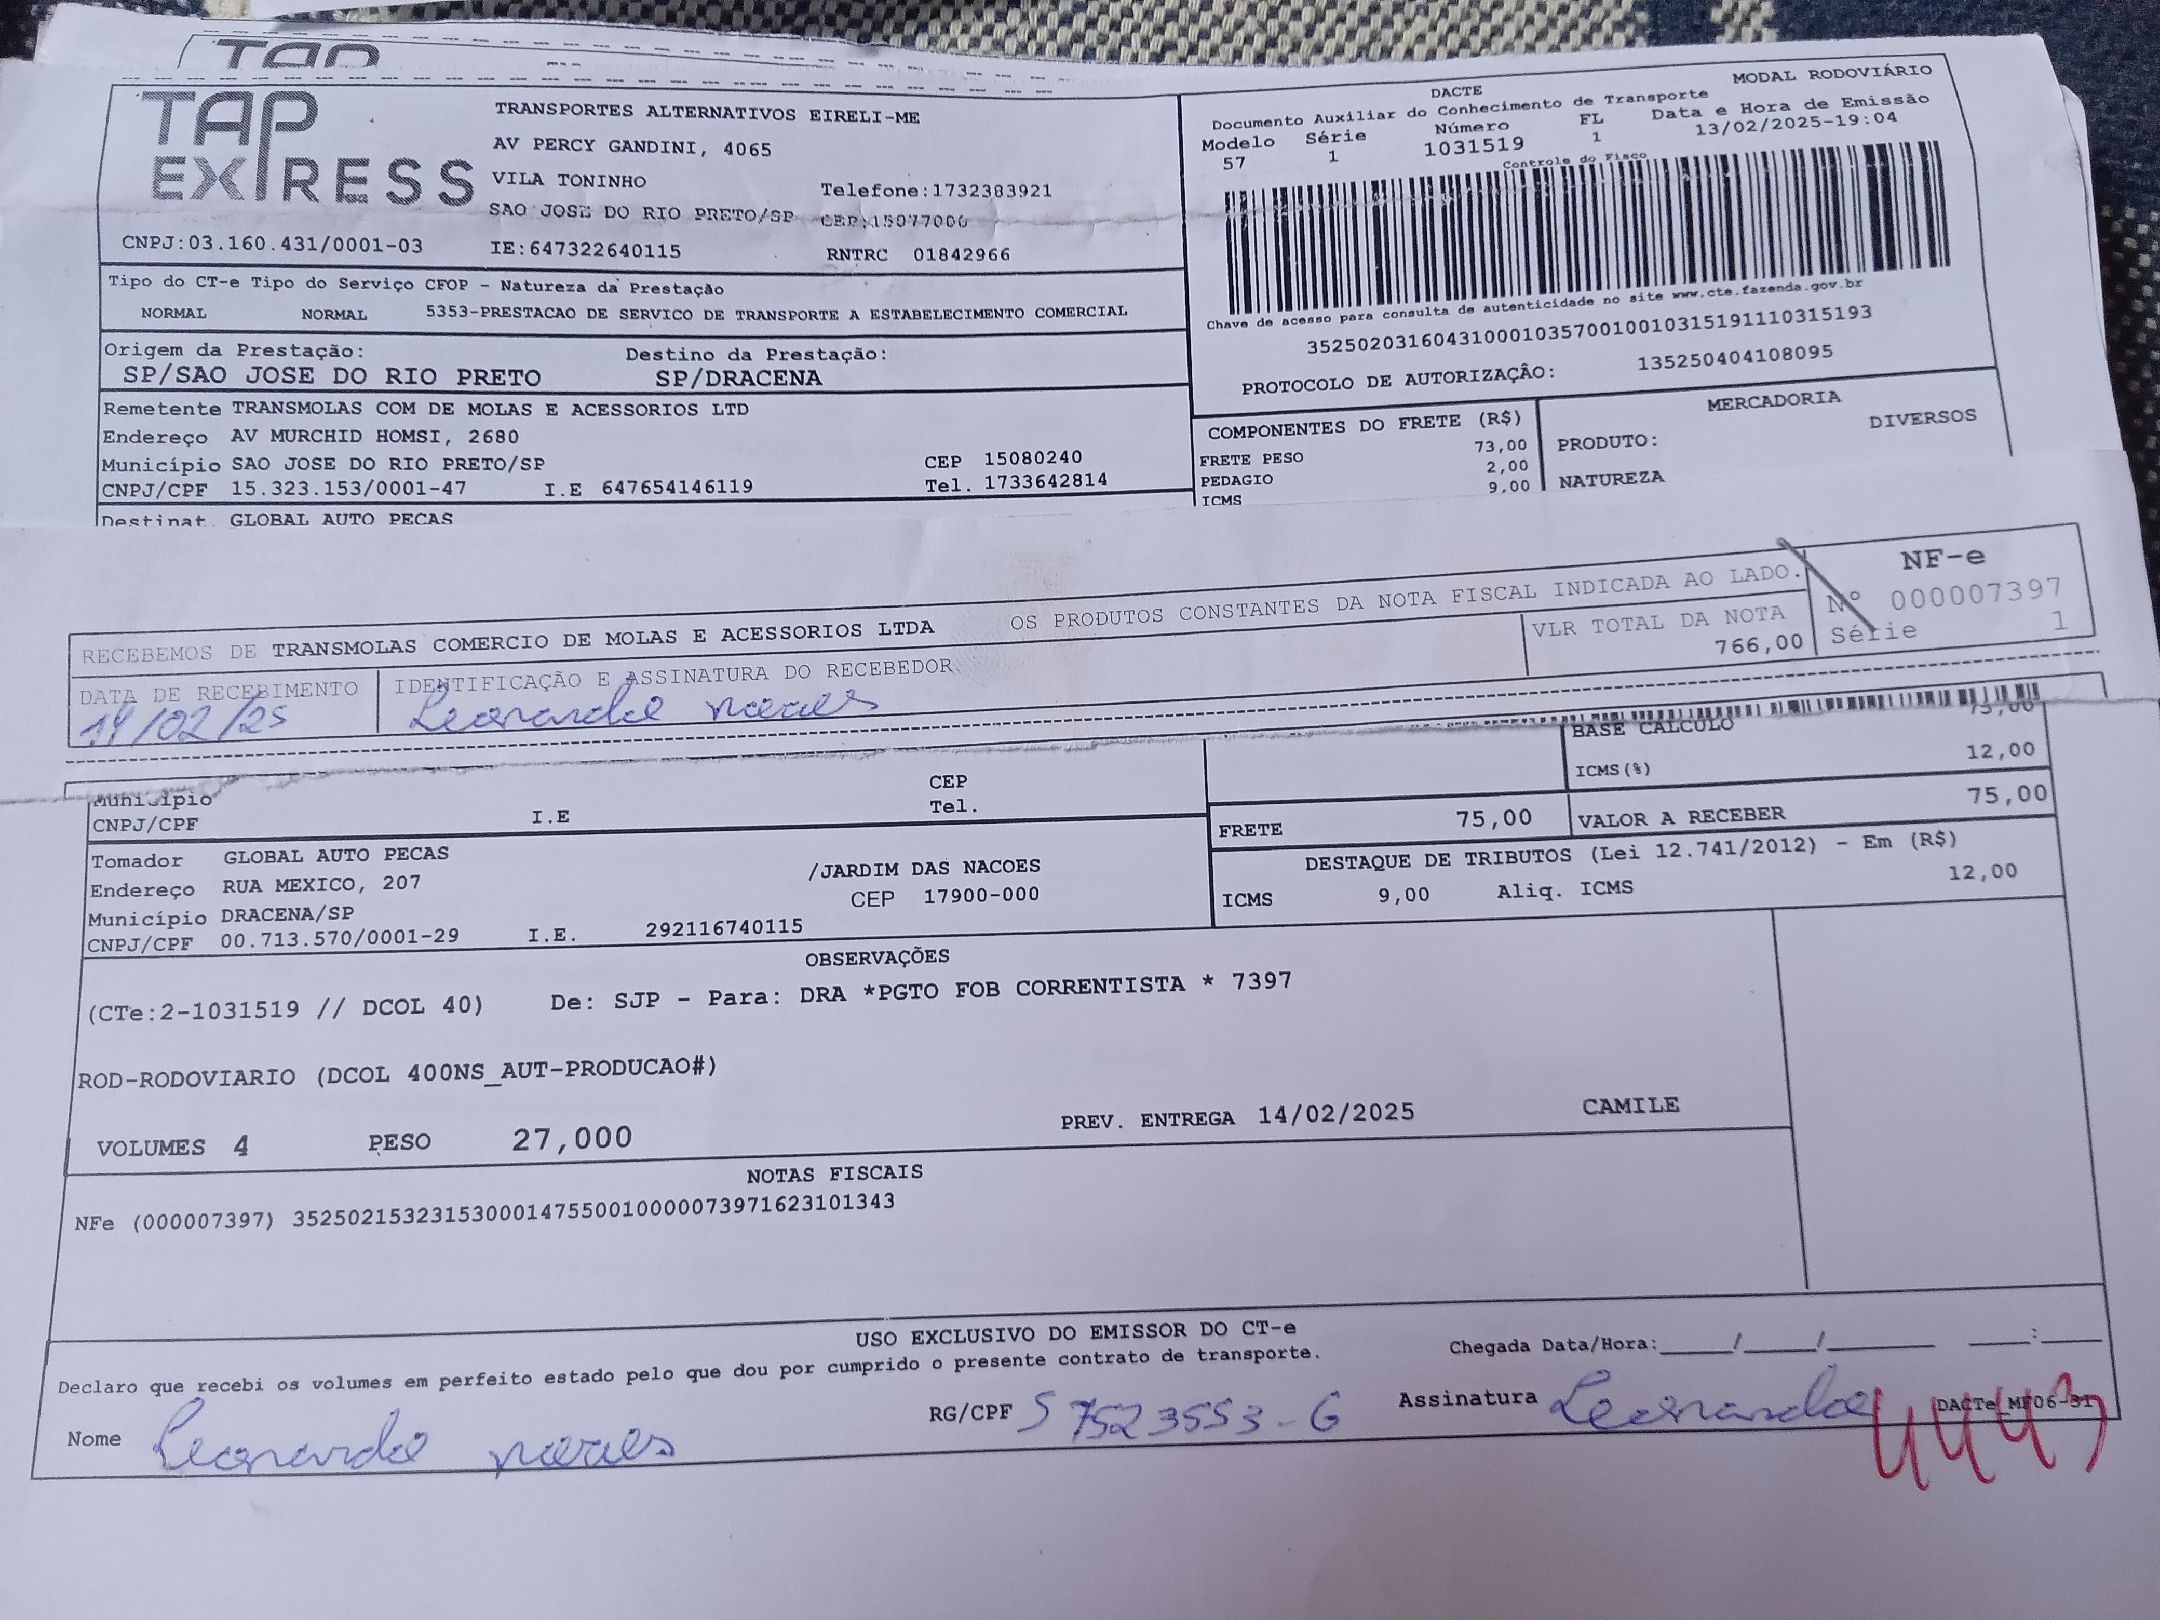 TAP
TAP EXPRESS
TRANSPORTES ALTERNATIVOS EIRELI-ME
AV PERCY GANDINI, 4065
VILA TONINHO Telefone:1732383921
SAO JOSE DO RIO PRETO/SP CEP:15077000
CNPJ:03.160.431/0001-03 IE:647322640115 RNTRC 01842966
DACTE MODAL RODOVIÁRIO
Documento Auxiliar do Conhecimento de Transporte
Modelo Série Número FL Data e Hora de Emissão
57 1 1031519 1 13/02/2025-19:04
Controle do Fisco
Chave de acesso para consulta de autenticidade no site www.cte.fazenda.gov.br
35250203160431000103570010010315191110315193
PROTOCOLO DE AUTORIZAÇÃO: 135250404108095
Tipo do CT-e Tipo do Serviço CFOP - Natureza da Prestação
NORMAL NORMAL 5353-PRESTACAO DE SERVICO DE TRANSPORTE A ESTABELECIMENTO COMERCIAL
Origem da Prestação: Destino da Prestação:
SP/SAO JOSE DO RIO PRETO SP/DRACENA
Remetente TRANSMOLAS COM DE MOLAS E ACESSORIOS LTD
Endereço AV MURCHID HOMSI, 2680
Município SAO JOSE DO RIO PRETO/SP CEP 15080240
CNPJ/CPF 15.323.153/0001-47 I.E 647654146119 Tel. 1733642814
Destinat. GLOBAL AUTO PECAS
COMPONENTES DO FRETE (R$) MERCADORIA
FRETE PESO 73,00 PRODUTO: DIVERSOS
PEDAGIO 2,00 NATUREZA
ICMS 9,00
RECEBEMOS DE TRANSMOLAS COMERCIO DE MOLAS E ACESSORIOS LTDA OS PRODUTOS CONSTANTES DA NOTA FISCAL INDICADA AO LADO.
VLR TOTAL DA NOTA
766,00
NF-e
Nº 000007397
Série 1
DATA DE RECEBIMENTO IDENTIFICAÇÃO E ASSINATURA DO RECEBEDOR
14/02/25 Leonardo
BASE CALCULO 75,00
ICMS(%) 12,00
Município CEP
CNPJ/CPF I.E Tel.
FRETE 75,00 VALOR A RECEBER 75,00
Tomador GLOBAL AUTO PECAS
Endereço RUA MEXICO, 207 /JARDIM DAS NACOES
Município DRACENA/SP CEP 17900-000
CNPJ/CPF 00.713.570/0001-29 I.E. 292116740115
DESTAQUE DE TRIBUTOS (Lei 12.741/2012) - Em (R$)
ICMS 9,00 Aliq. ICMS 12,00
OBSERVAÇÕES
(CTe:2-1031519 // DCOL 40) De: SJP - Para: DRA *PGTO FOB CORRENTISTA * 7397
ROD-RODOVIARIO (DCOL 400NS_AUT-PRODUCAO#)
VOLUMES 4 PESO 27,000 PREV. ENTREGA 14/02/2025 CAMILE
NOTAS FISCAIS
NFe (000007397) 35250215323153000147550010000073971623101343
USO EXCLUSIVO DO EMISSOR DO CT-e
Declaro que recebi os volumes em perfeito estado pelo que dou por cumprido o presente contrato de transporte. Chegada Data/Hora:_____/_____/_______ ____:____
Nome Leonardo RG/CPF 57523553-6 Assinatura Leonardo